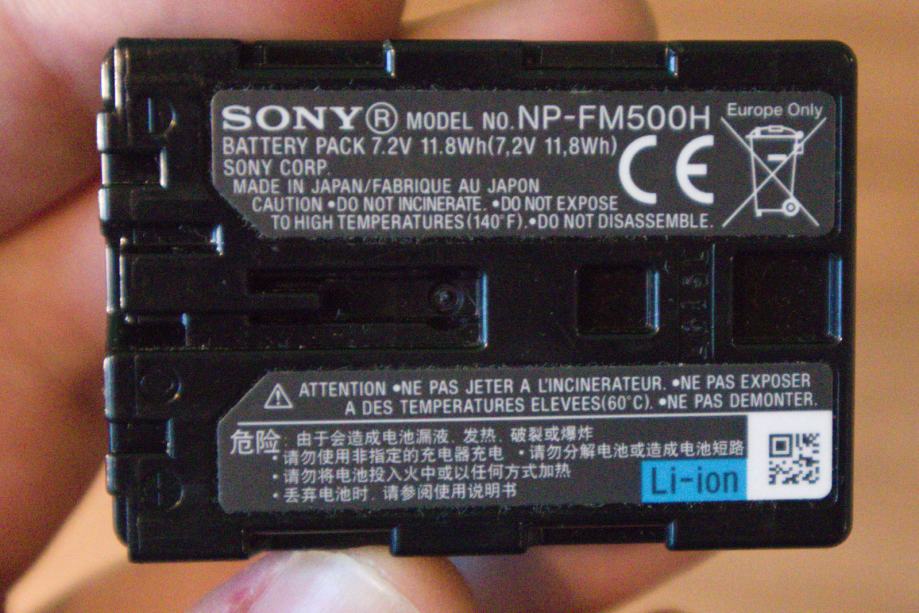 SONY® MODEL NO.NP-FM500H
Europe Only
BATTERY PACK 7.2V 11.8Wh(7,2V 11,8Wh)
SONY CORP.
MADE IN JAPAN/FABRIQUE AU JAPON
CE
CAUTION •DO NOT INCINERATE. •DO NOT EXPOSE
TO HIGH TEMPERATURES(140°F).•DO NOT DISASSEMBLE.
ATTENTION •NE PAS JETER A L'INCINERATEUR. •NE PAS EXPOSER
A DES TEMPERATURES ELEVEES(60°C). •NE PAS DEMONTER.
危险: 由于会造成电池漏液、发热、破裂或爆炸
•请勿使用非指定的充电器充电 •请勿分解电池或造成电池短路
•请勿将电池投入火中或以任何方式加热
•丢弃电池时，请参阅使用说明书
Li-ion